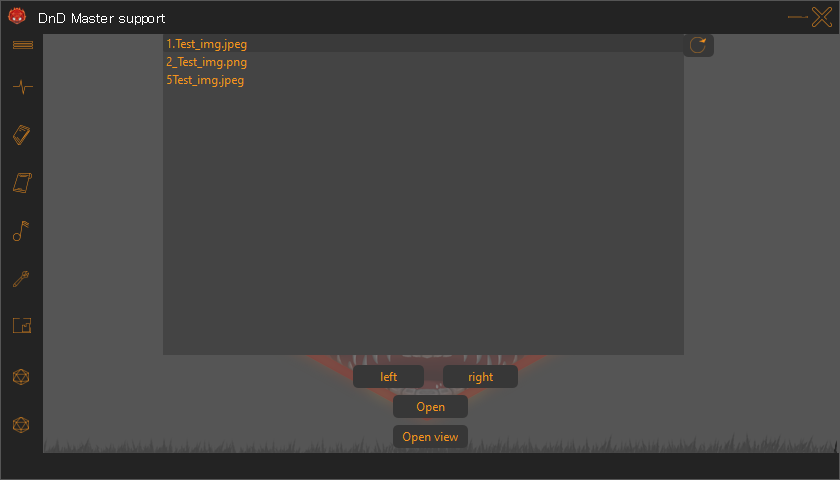 DnD Master support
1.Test_img.jpeg
2_Test_img.png
5Test_img.jpeg
left
right
Open
Open view